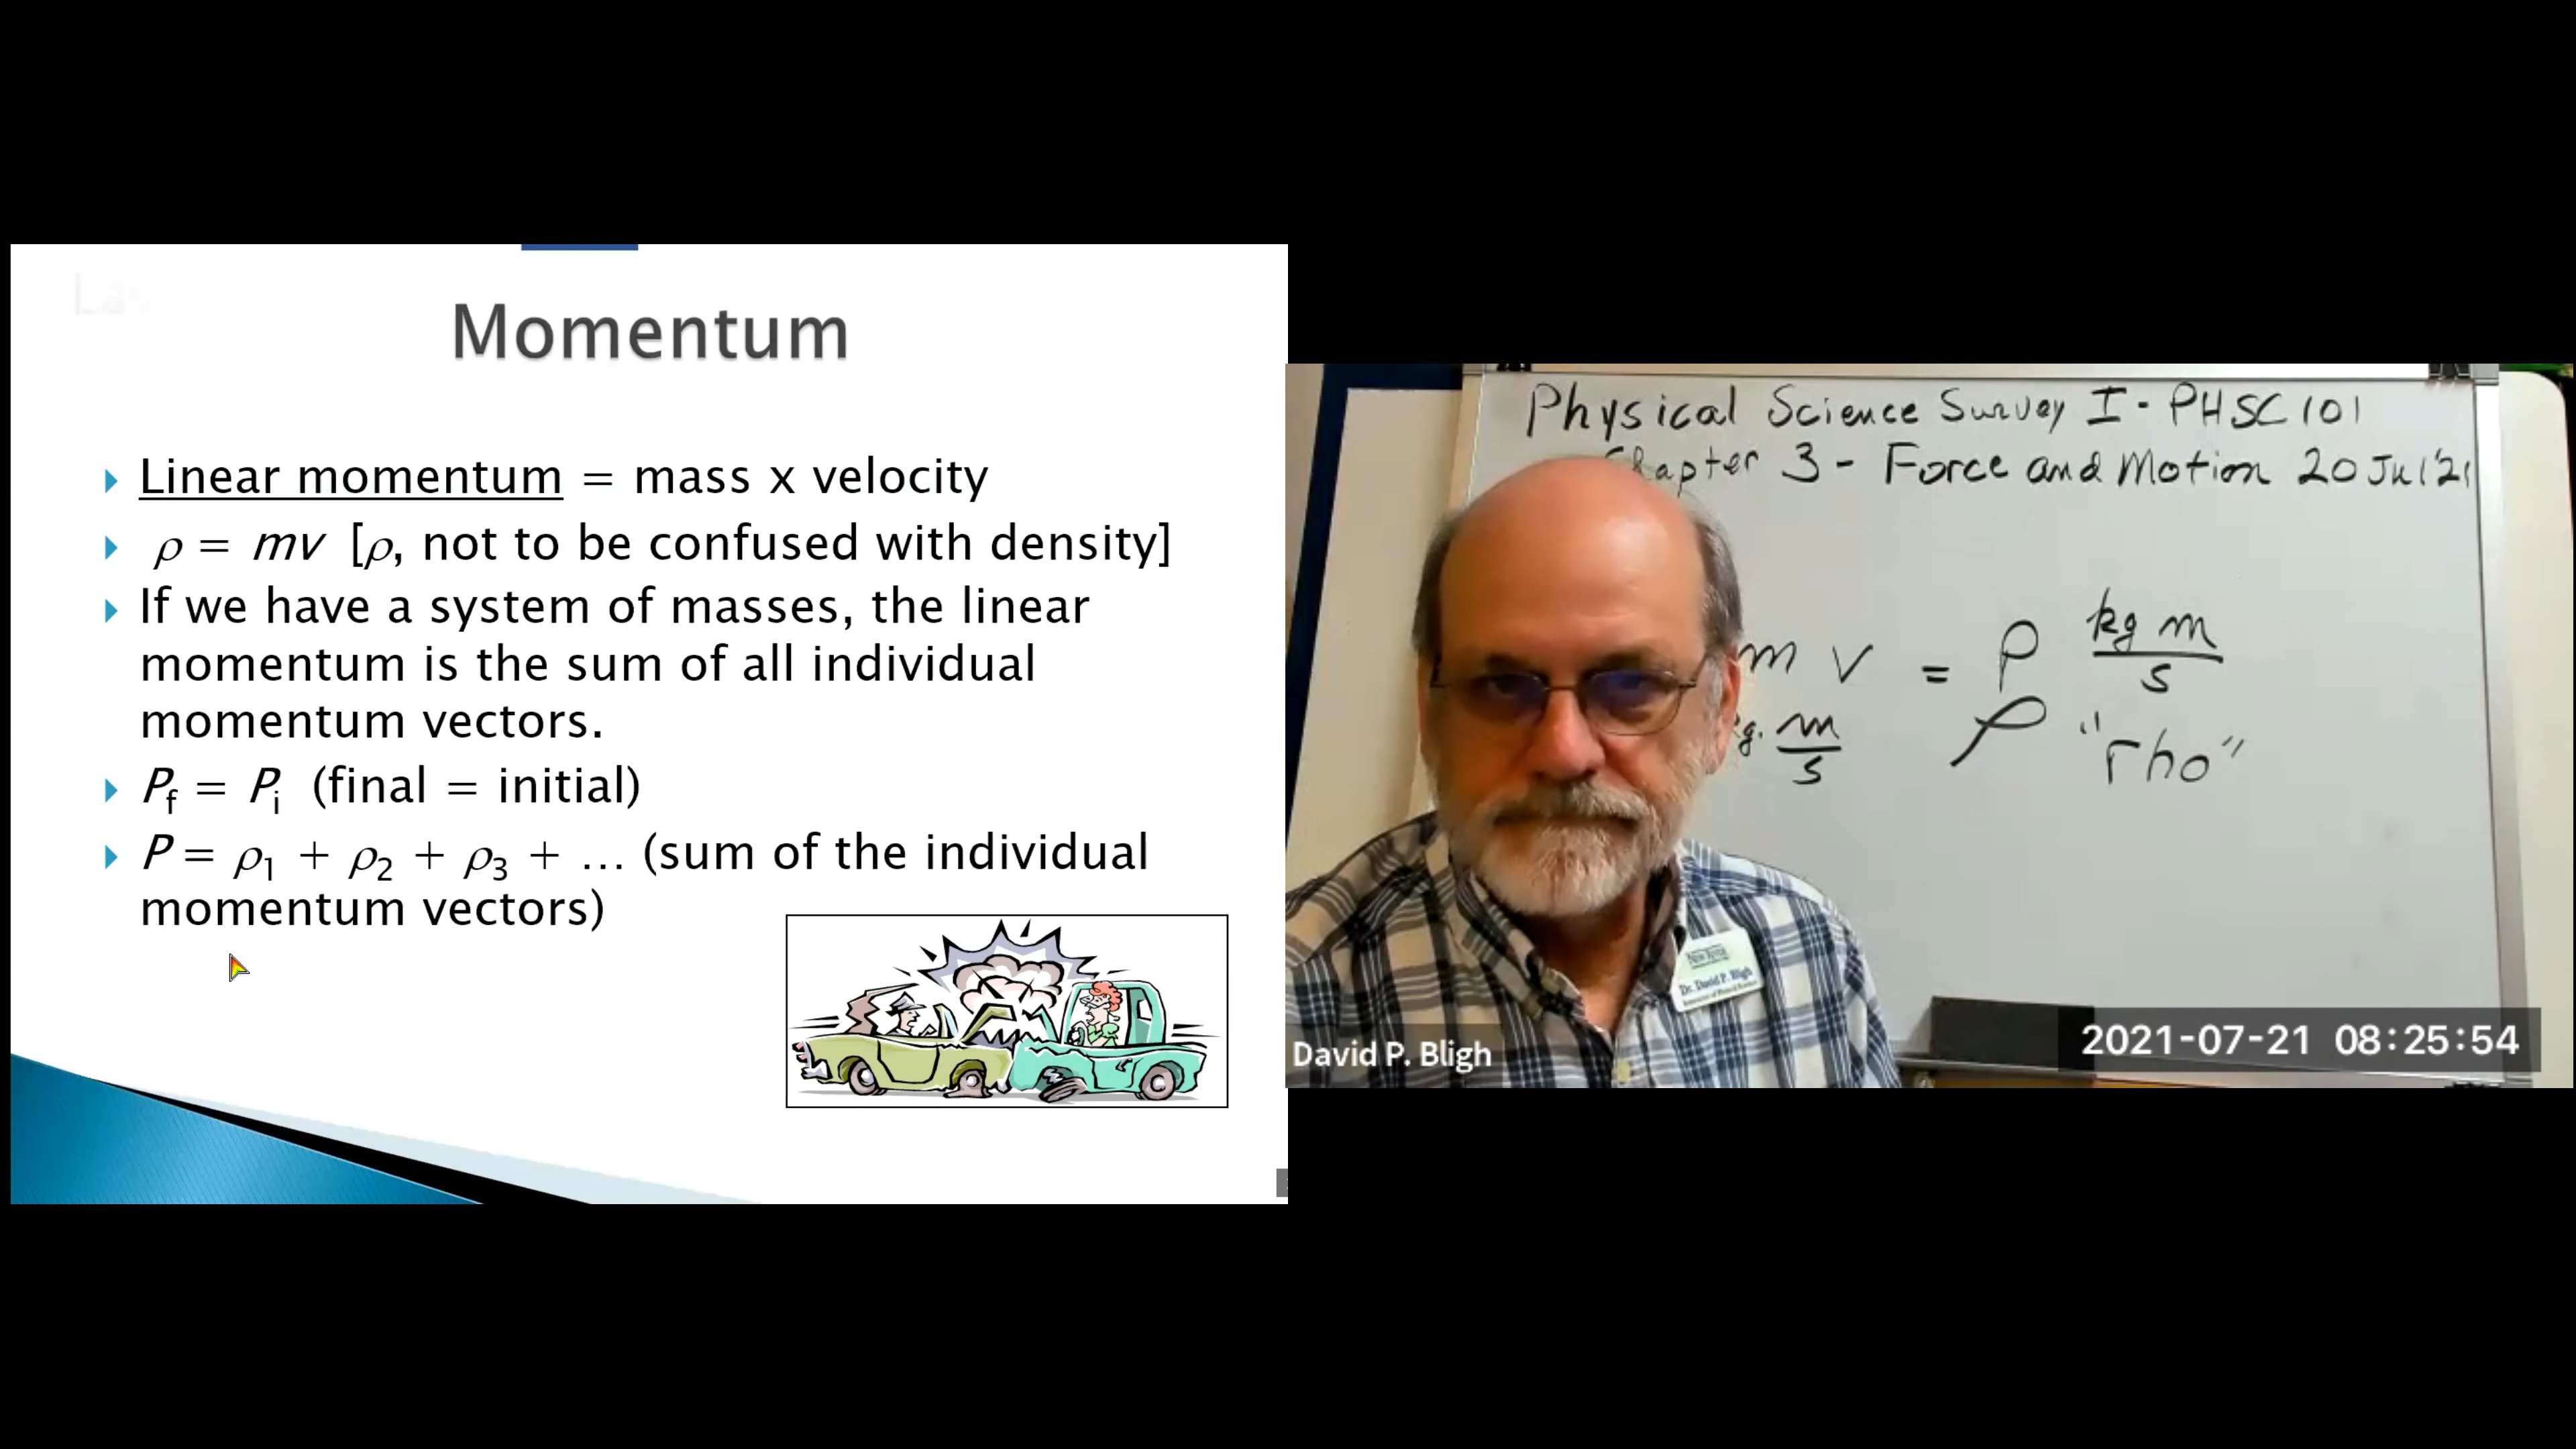 Momentum
Linear momentum = mass x velocity
ρ = mv [ρ, not to be confused with density]
If we have a system of masses, the linear
momentum is the sum of all individual
momentum vectors.
Pf = Pi (final = initial)
P = ρ1 + ρ2 + ρ3 + … (sum of the individual
momentum vectors)
Physical Science Survey I - PHSC 101
Chapter 3 - Force and Motion 20 Jul '21
m v = ρ kg m / s
g. m / s ρ "rho"
Dr. David P. Bligh
David P. Bligh
2021-07-21 08:25:54